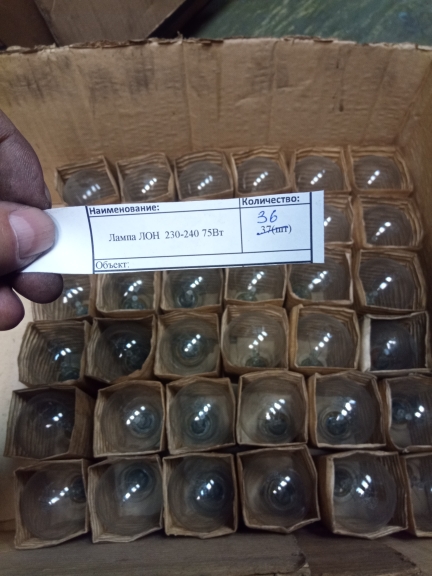 Наименование:
Количество:
Лампа ЛОН 230-240 75Вт
36
37(шт)
Объект: